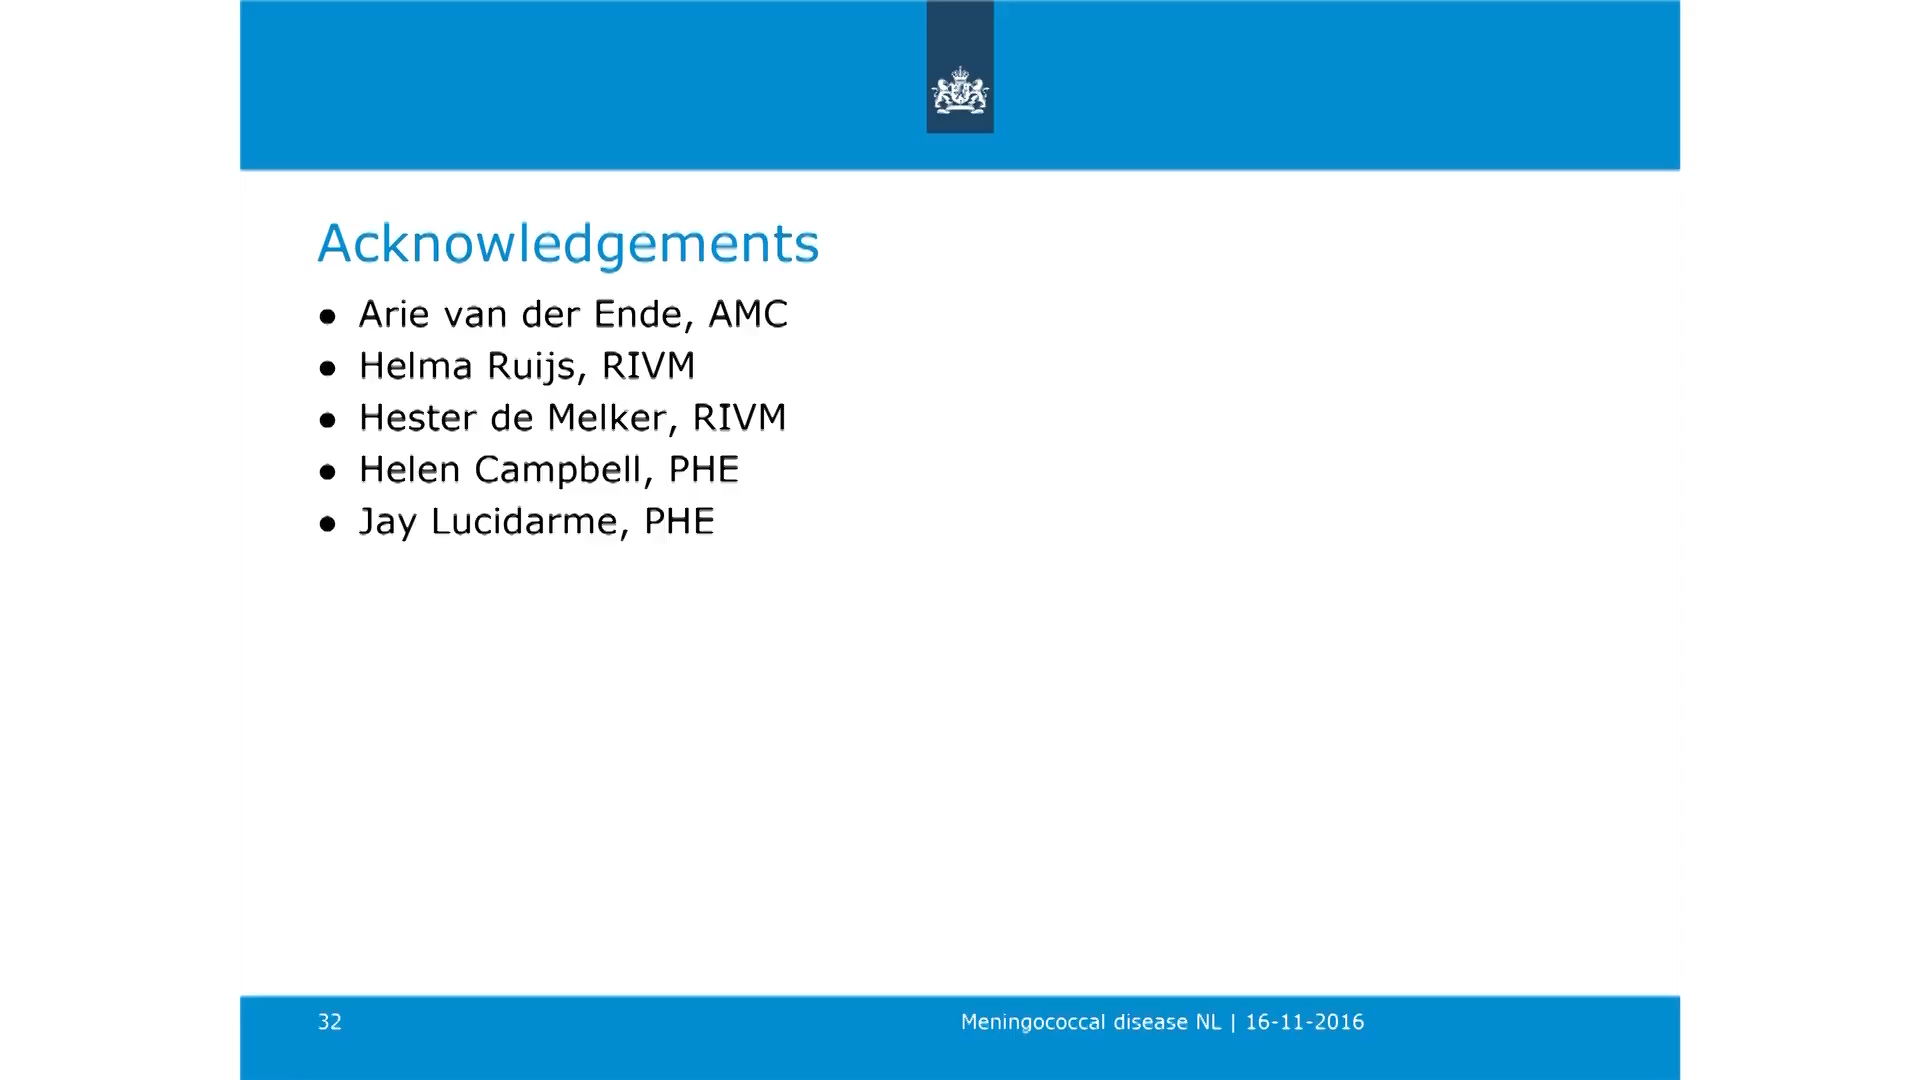 Acknowledgements
● Arie van der Ende, AMC
● Helma Ruijs, RIVM
● Hester de Melker, RIVM
● Helen Campbell, PHE
● Jay Lucidarme, PHE
32
Meningococcal disease NL | 16-11-2016